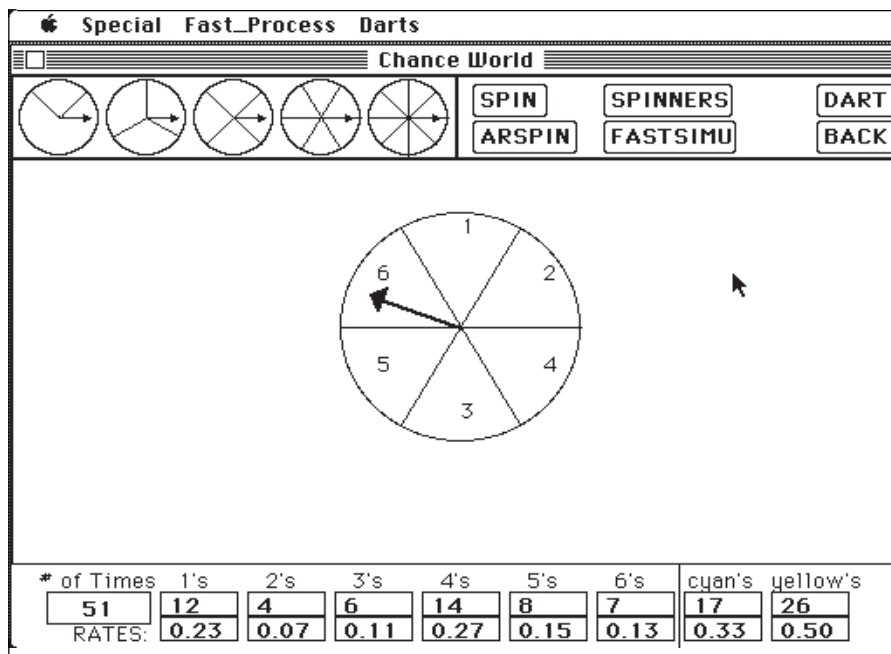 Special Fast_Process Darts
Chance World
SPIN SPINNERS DART
ARSPIN FASTSIMU BACK
1
6 2
5 4
3
# of Times 1's 2's 3's 4's 5's 6's cyan's yellow's
51 12 4 6 14 8 7 17 26
RATES: 0.23 0.07 0.11 0.27 0.15 0.13 0.33 0.50